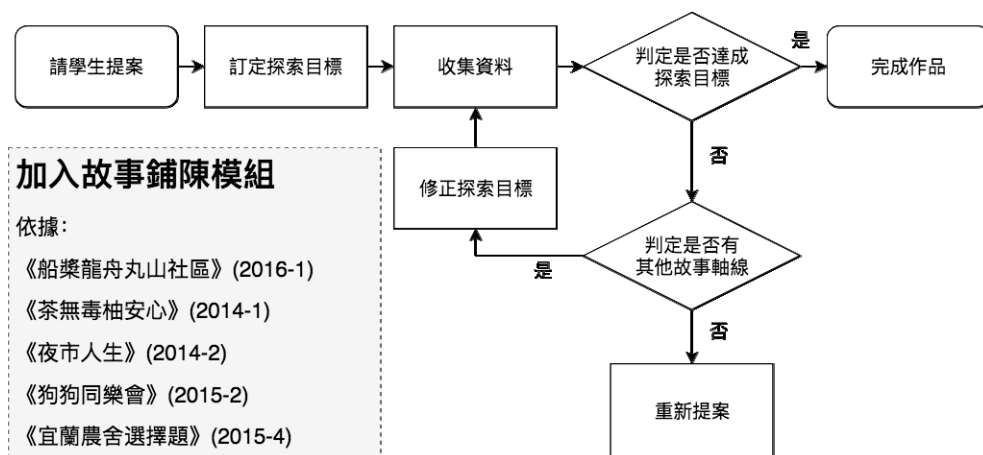 請學生提案
訂定探索目標
收集資料
判定是否達成
探索目標
是
完成作品
否
修正探索目標
判定是否有
其他故事軸線
是
否
重新提案
加入故事鋪陳模組
依據：
《船槳龍舟丸山社區》(2016-1)
《茶無毒柚安心》(2014-1)
《夜市人生》(2014-2)
《狗狗同樂會》(2015-2)
《宜蘭農舍選擇題》(2015-4)